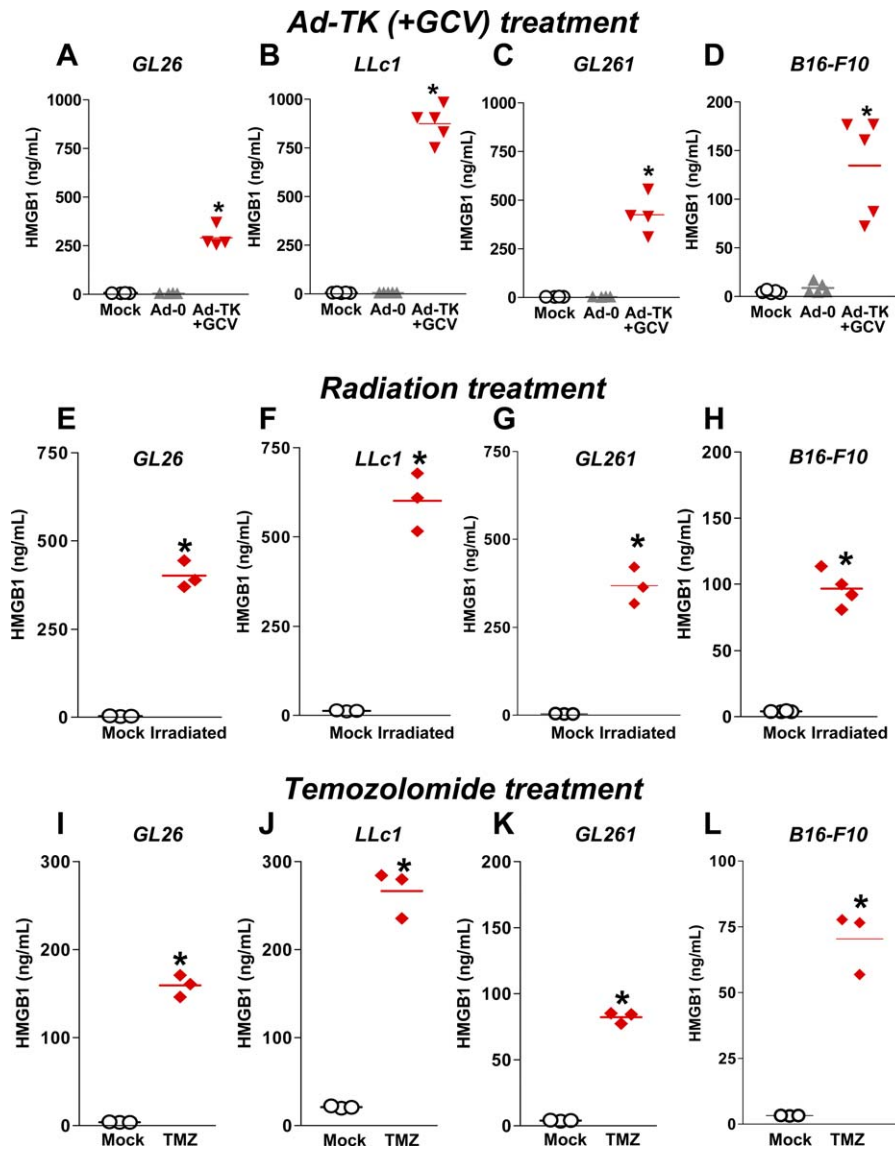 Ad-TK (+GCV) treatment
A GL26
HMGB1 (ng/mL)
1000
750
500
250
0
*
Mock Ad-0 Ad-TK
+GCV
B LLc1
HMGB1 (ng/mL)
1000
750
500
250
0
*
Mock Ad-0 Ad-TK
+GCV
C GL261
HMGB1 (ng/mL)
1000
750
500
250
0
*
Mock Ad-0 Ad-TK
+GCV
D B16-F10
HMGB1 (ng/mL)
200
150
100
50
0
*
Mock Ad-0 Ad-TK
+GCV
Radiation treatment
E GL26
HMGB1 (ng/mL)
750
500
250
0
*
Mock Irradiated
F LLc1
HMGB1 (ng/mL)
750
500
250
0
*
Mock Irradiated
G GL261
HMGB1 (ng/mL)
750
500
250
0
*
Mock Irradiated
H B16-F10
HMGB1 (ng/mL)
200
150
100
50
0
*
Mock Irradiated
Temozolomide treatment
I GL26
HMGB1 (ng/mL)
300
200
100
0
*
Mock TMZ
J LLc1
HMGB1 (ng/mL)
300
200
100
0
*
Mock TMZ
K GL261
HMGB1 (ng/mL)
200
150
100
50
0
*
Mock TMZ
L B16-F10
HMGB1 (ng/mL)
100
75
50
25
0
*
Mock TMZ